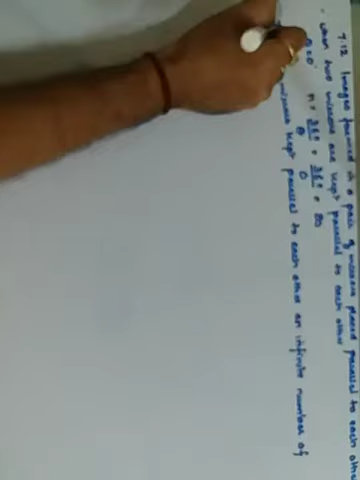 7.12 Images formed in a pair of mirrors placed parallel to each other
- when two mirrors are kept parallel to each other
θ=0° n = 360/θ = 360/0 = ∞
mirrors kept parallel to each other an infinite number of